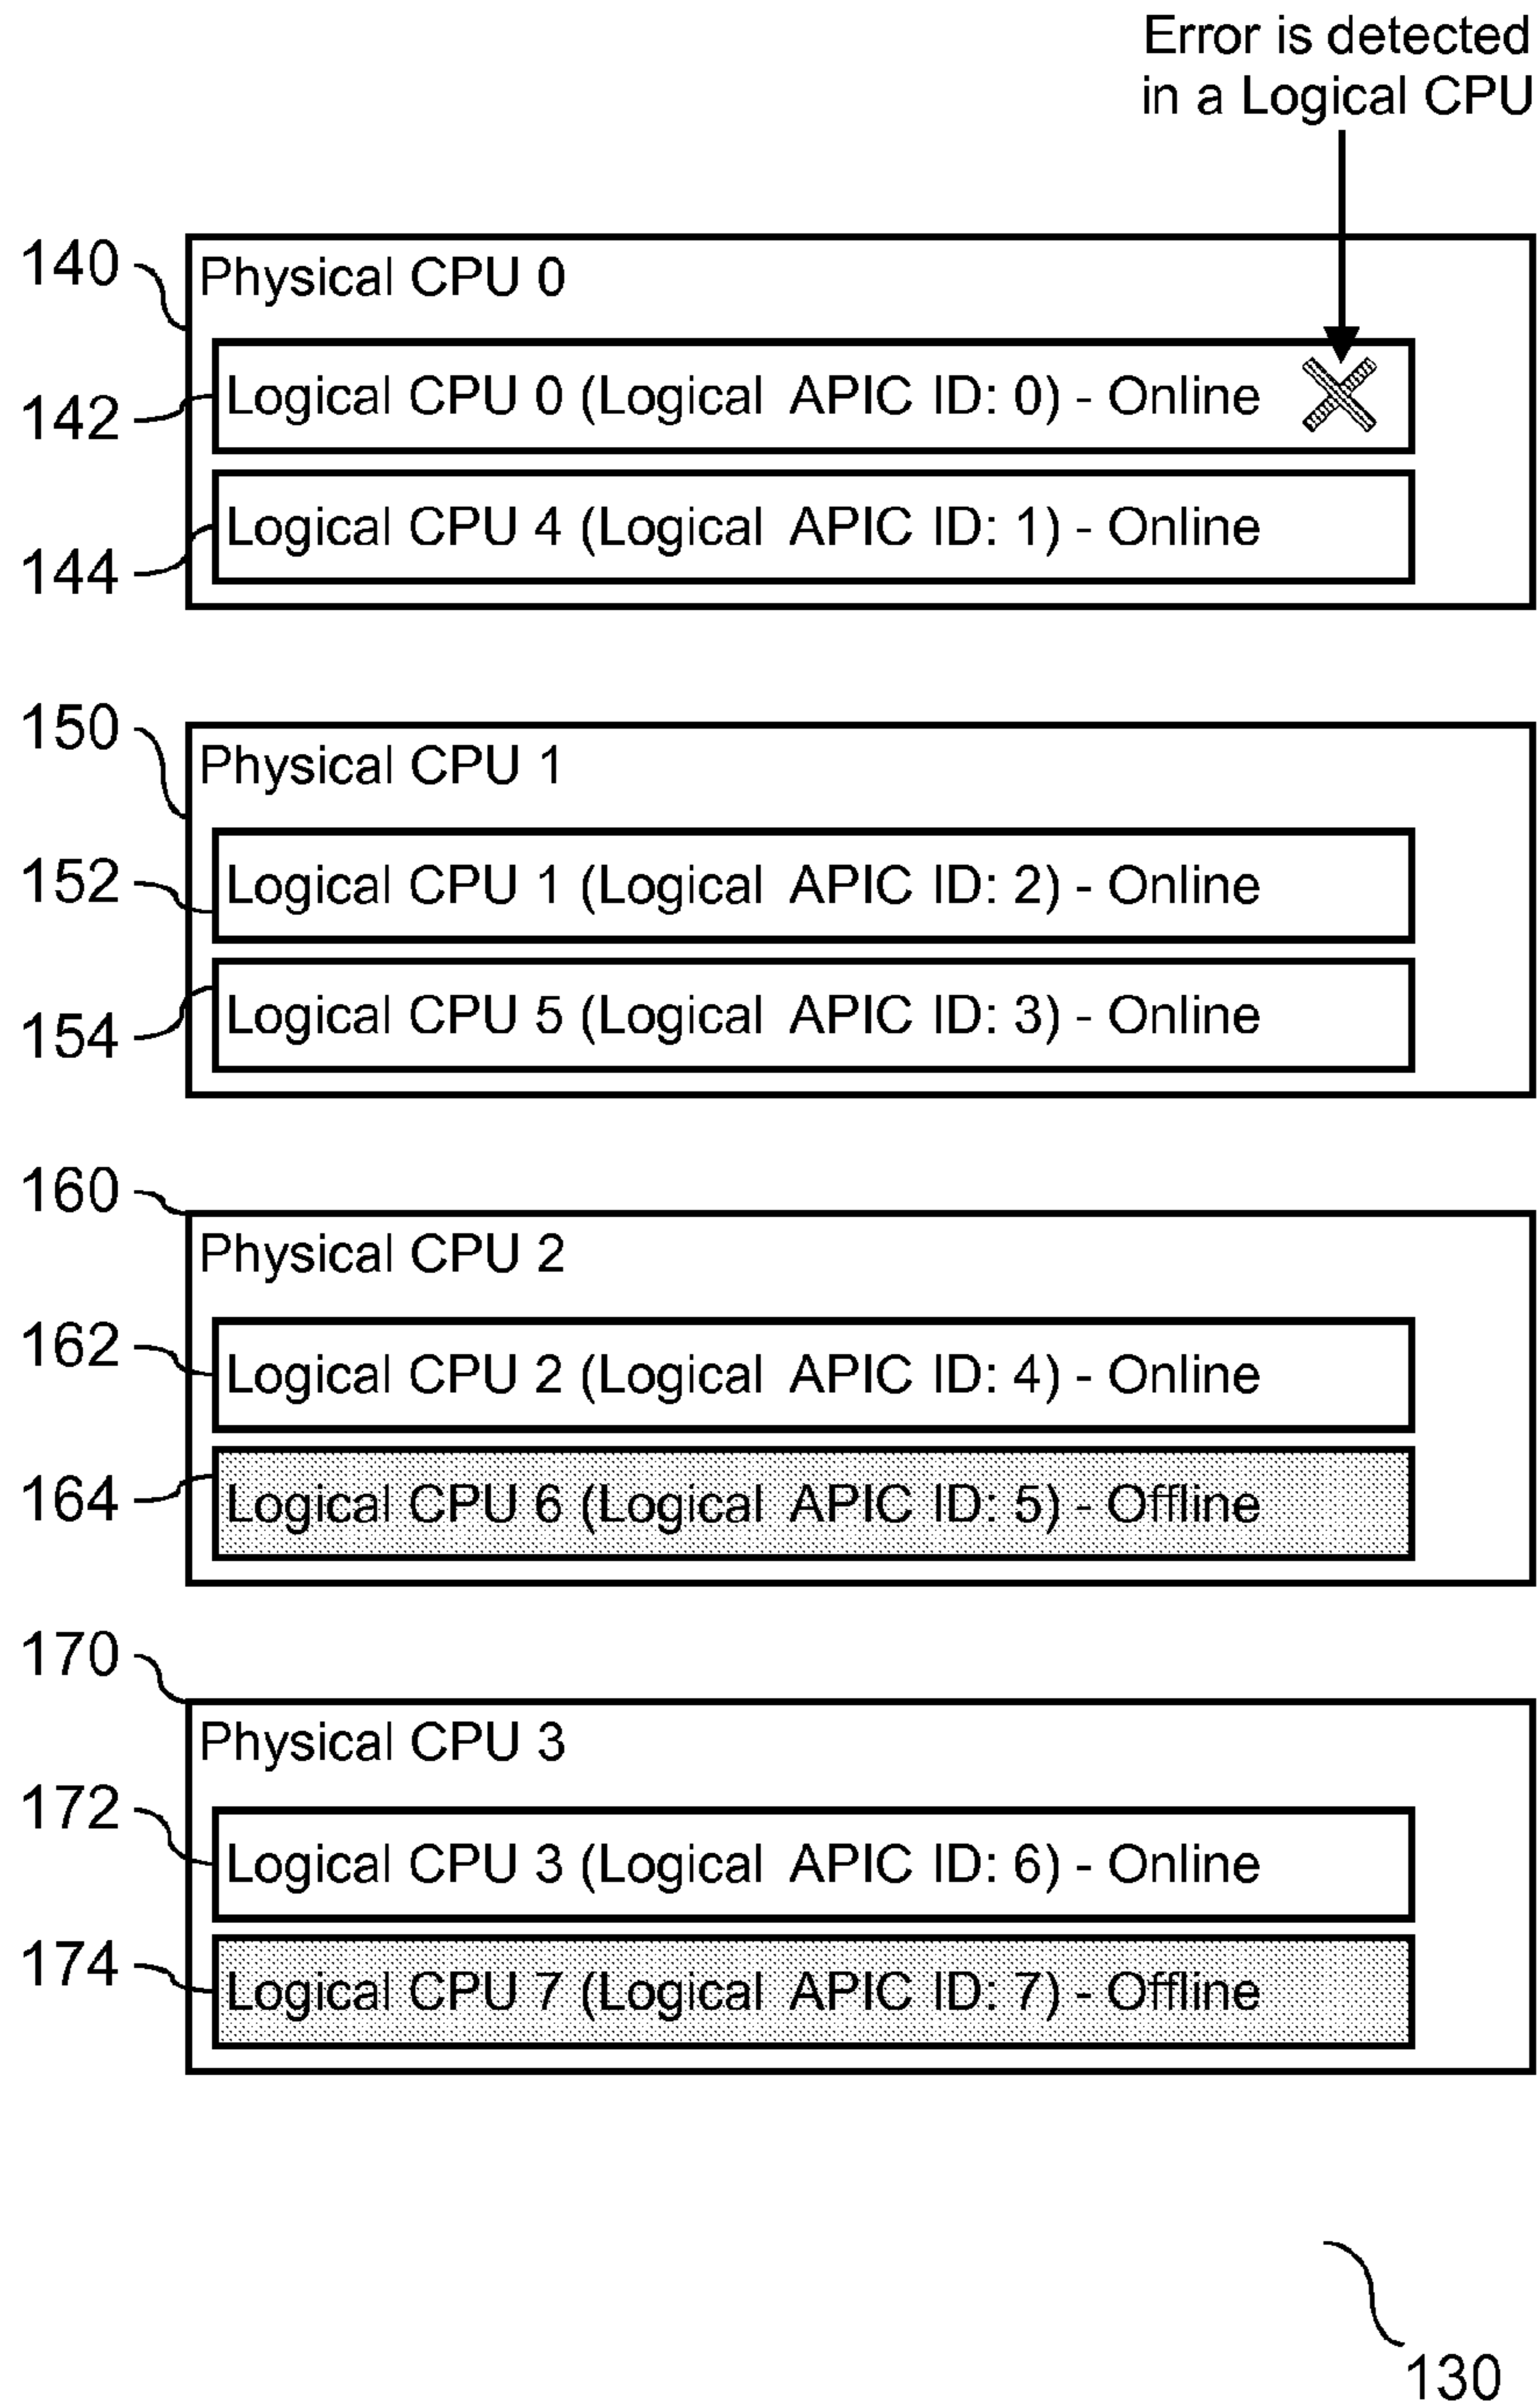 Error is detected
in a Logical CPU
140
Physical CPU 0
142
Logical CPU 0 (Logical APIC ID: 0) - Online
144
Logical CPU 4 (Logical APIC ID: 1) - Online
150
Physical CPU 1
152
Logical CPU 1 (Logical APIC ID: 2) - Online
154
Logical CPU 5 (Logical APIC ID: 3) - Online
160
Physical CPU 2
162
Logical CPU 2 (Logical APIC ID: 4) - Online
164
Logical CPU 6 (Logical APIC ID: 5) - Offline
170
Physical CPU 3
172
Logical CPU 3 (Logical APIC ID: 6) - Online
174
Logical CPU 7 (Logical APIC ID: 7) - Offline
130